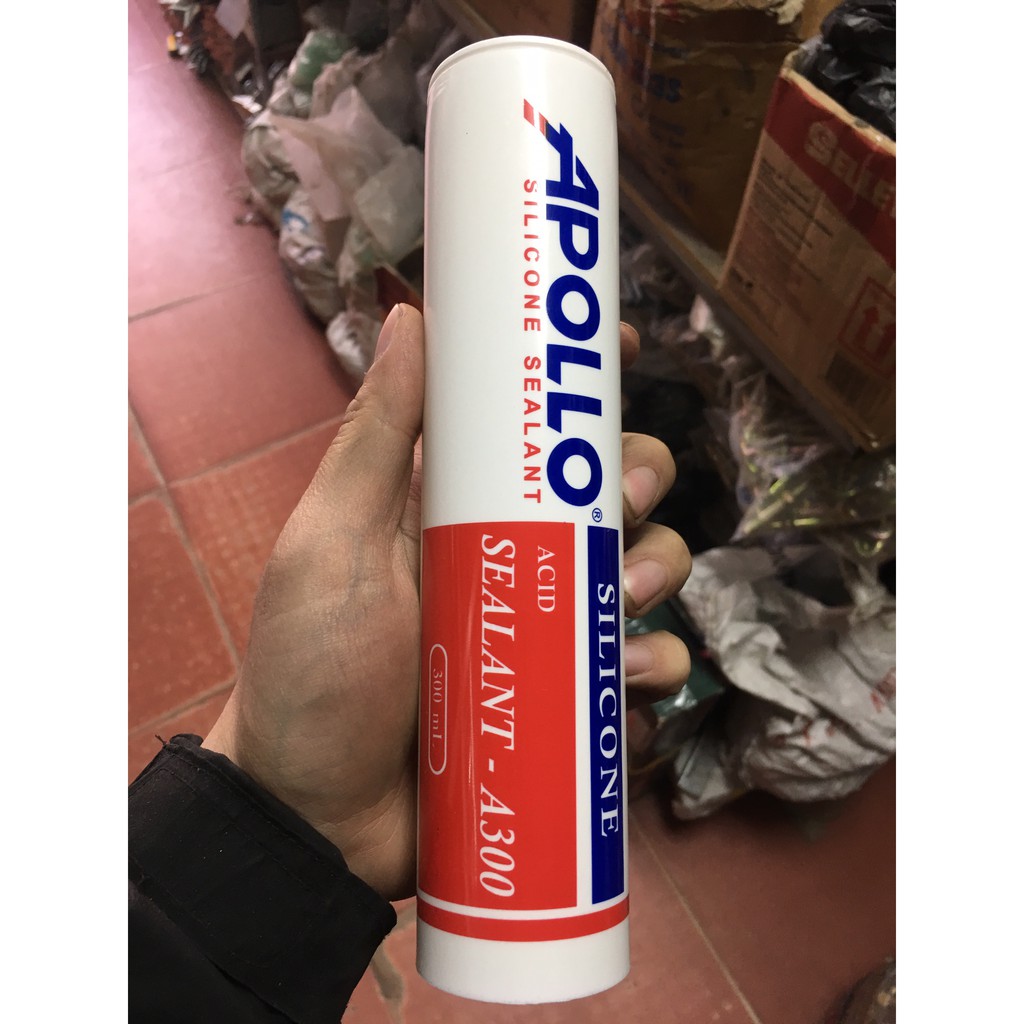 APOLLO®
SILICONE SEALANT
SILICONE
ACID
SEALANT - A300
300 mL